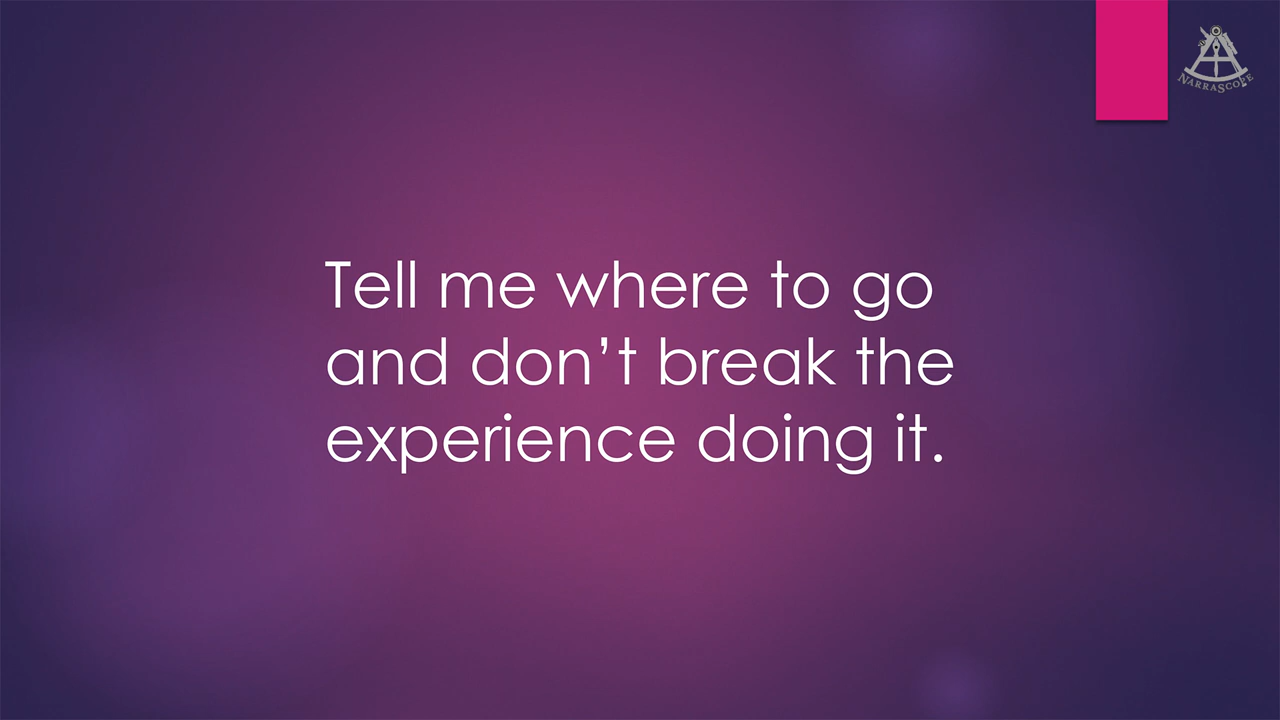 NARRASCOPE
Tell me where to go
and don’t break the
experience doing it.